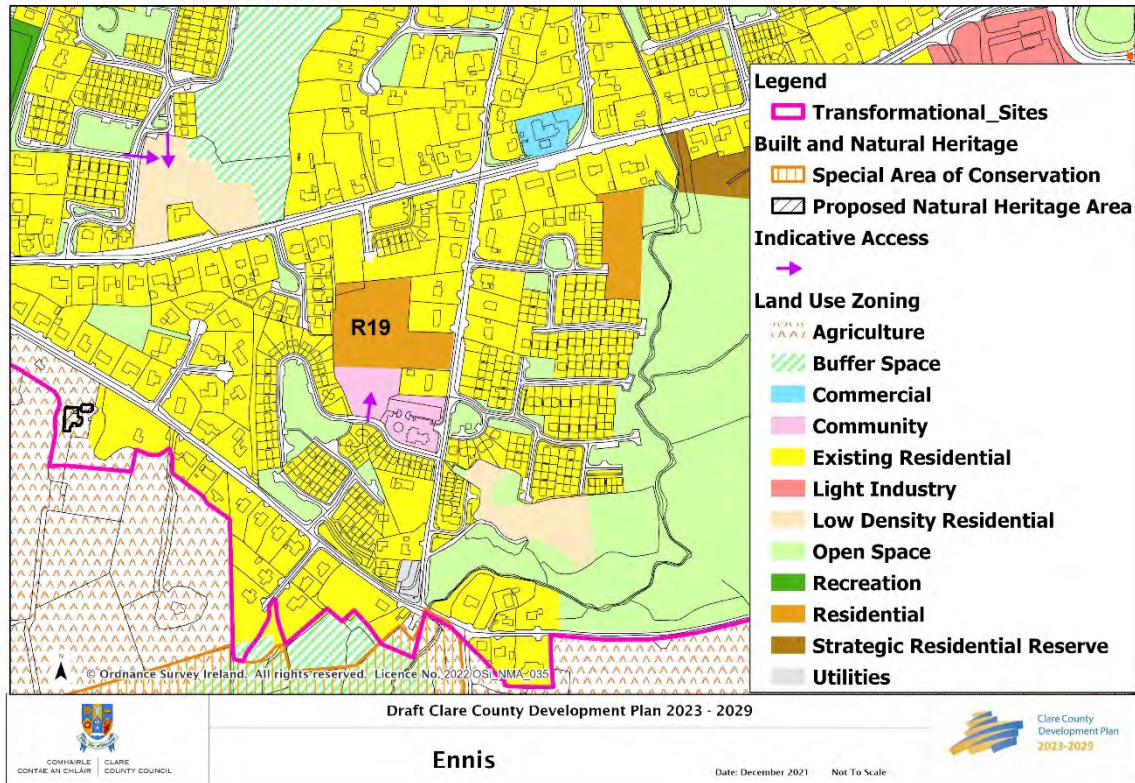 Legend
Transformational_Sites
Built and Natural Heritage
Special Area of Conservation
Proposed Natural Heritage Area
Indicative Access
Land Use Zoning
Agriculture
Buffer Space
Commercial
Community
Existing Residential
Light Industry
Low Density Residential
Open Space
Recreation
Residential
Strategic Residential Reserve
Utilities
R19
N
© Ordnance Survey Ireland. All rights reserved. Licence No. 2022/OSi_NMA_035
COMHAIRLE CONTAE AN CHLÁIR
CLARE COUNTY COUNCIL
Draft Clare County Development Plan 2023 - 2029
Ennis
Date: December 2021 Not To Scale
Clare County
Development Plan
2023-2029